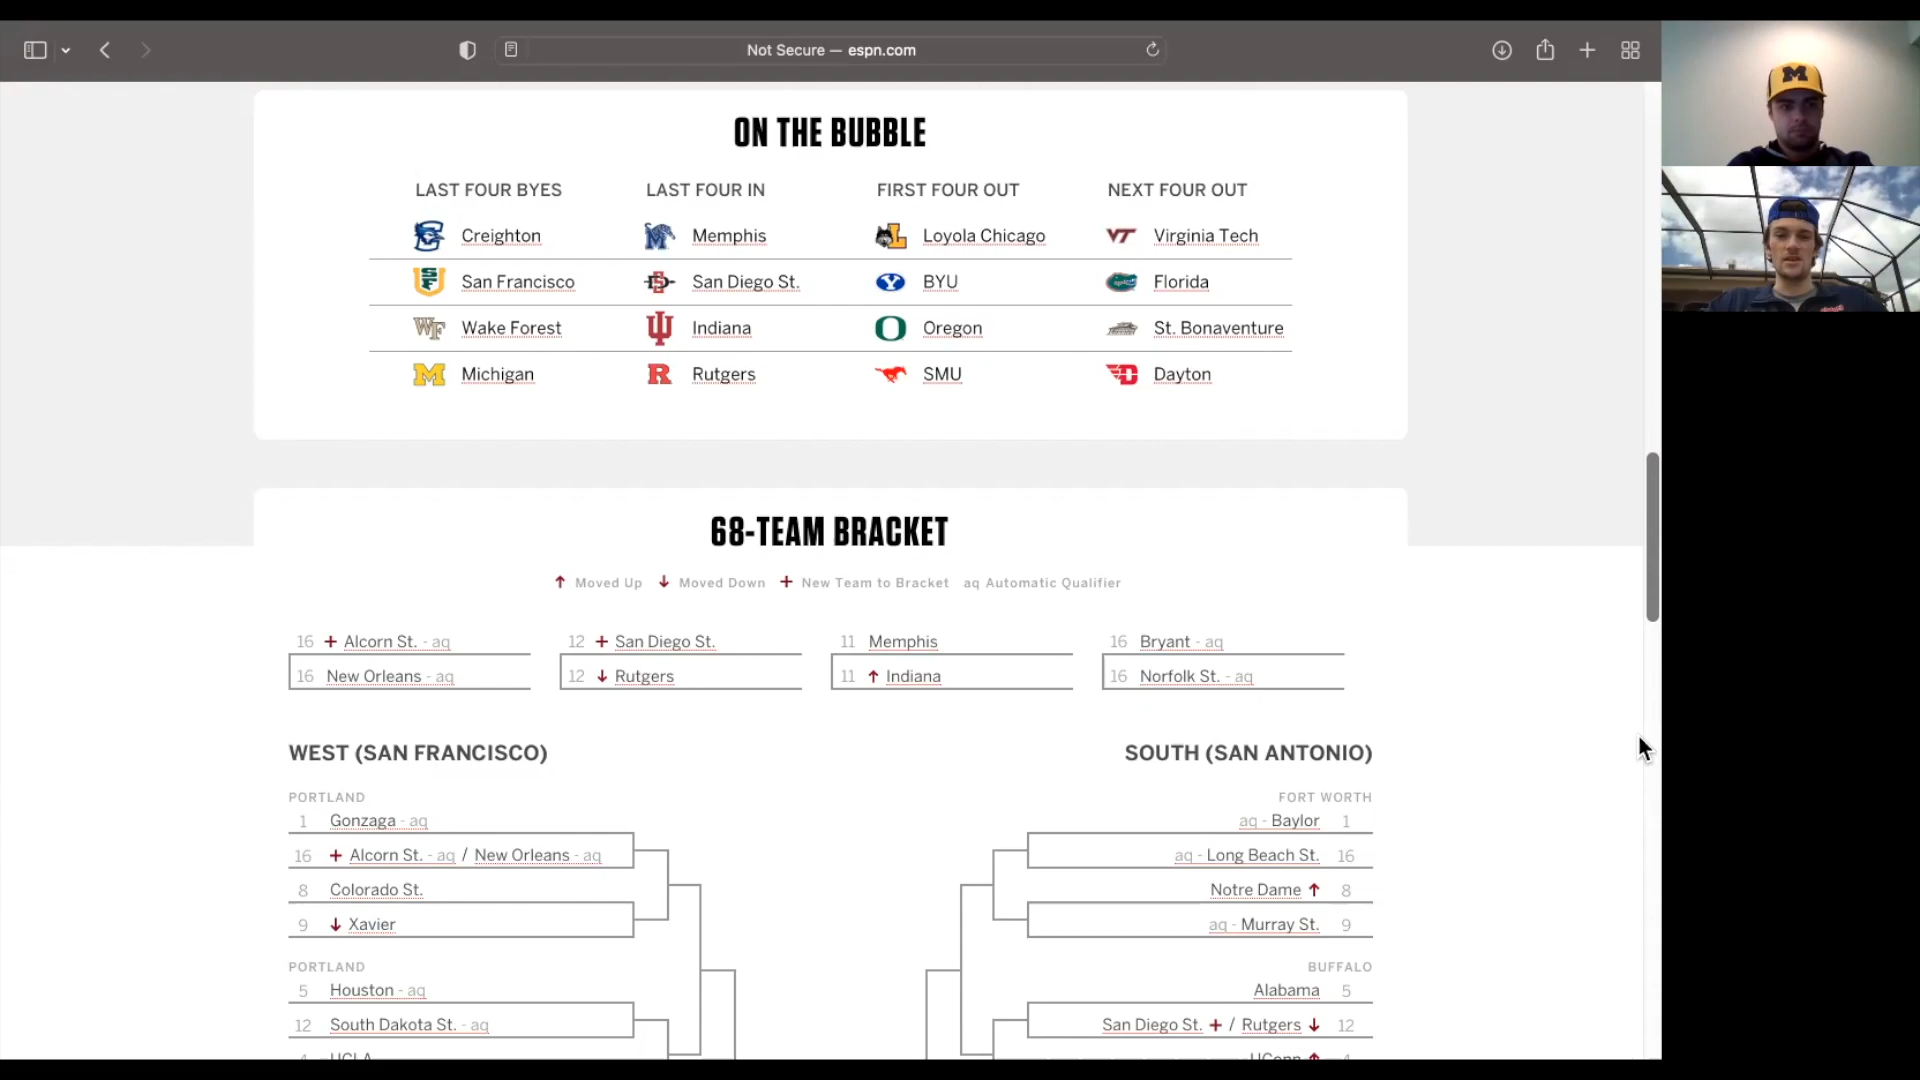 Not Secure — espn.com
ON THE BUBBLE
LAST FOUR BYES LAST FOUR IN FIRST FOUR OUT NEXT FOUR OUT
Creighton Memphis Loyola Chicago Virginia Tech
San Francisco San Diego St. BYU Florida
Wake Forest Indiana Oregon St. Bonaventure
Michigan Rutgers SMU Dayton
68-TEAM BRACKET
↑ Moved Up ↓ Moved Down + New Team to Bracket aq Automatic Qualifier
16 + Alcorn St. - aq 12 + San Diego St. 11 Memphis 16 Bryant - aq
16 New Orleans - aq 12 ↓ Rutgers 11 ↑ Indiana 16 Norfolk St. - aq
WEST (SAN FRANCISCO) SOUTH (SAN ANTONIO)
PORTLAND FORT WORTH
1 Gonzaga - aq aq - Baylor 1
16 + Alcorn St. - aq / New Orleans - aq aq - Long Beach St. 16
8 Colorado St. Notre Dame ↑ 8
9 ↓ Xavier aq - Murray St. 9
PORTLAND BUFFALO
5 Houston - aq Alabama 5
12 South Dakota St. - aq San Diego St. + / Rutgers ↓ 12
4 UCLA UConn ↑ 4